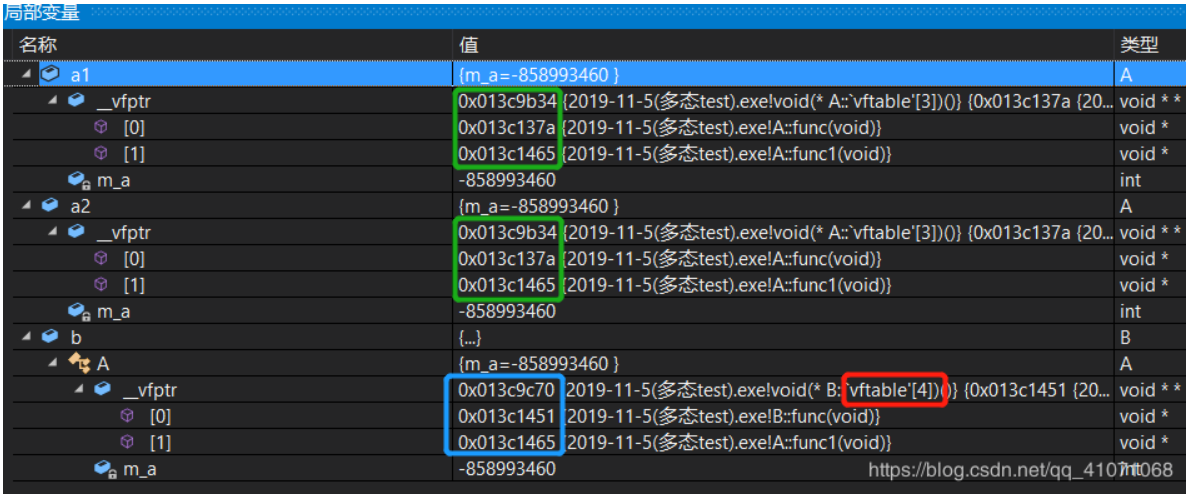 局部变量
名称 值 类型
a1 {m_a=-858993460 } A
__vfptr 0x013c9b34 {2019-11-5(多态test).exe!void(* A::`vftable'[3])()} {0x013c137a {20... void * *
[0] 0x013c137a {2019-11-5(多态test).exe!A::func(void)} void *
[1] 0x013c1465 {2019-11-5(多态test).exe!A::func1(void)} void *
m_a -858993460 int
a2 {m_a=-858993460 } A
__vfptr 0x013c9b34 {2019-11-5(多态test).exe!void(* A::`vftable'[3])()} {0x013c137a {20... void * *
[0] 0x013c137a {2019-11-5(多态test).exe!A::func(void)} void *
[1] 0x013c1465 {2019-11-5(多态test).exe!A::func1(void)} void *
m_a -858993460 int
b {...} B
A {m_a=-858993460 } A
__vfptr 0x013c9c70 {2019-11-5(多态test).exe!void(* B::`vftable'[4])()} {0x013c1451 {20... void * *
[0] 0x013c1451 {2019-11-5(多态test).exe!B::func(void)} void *
[1] 0x013c1465 {2019-11-5(多态test).exe!A::func1(void)} void *
m_a -858993460 int
https://blog.csdn.net/qq_41071068